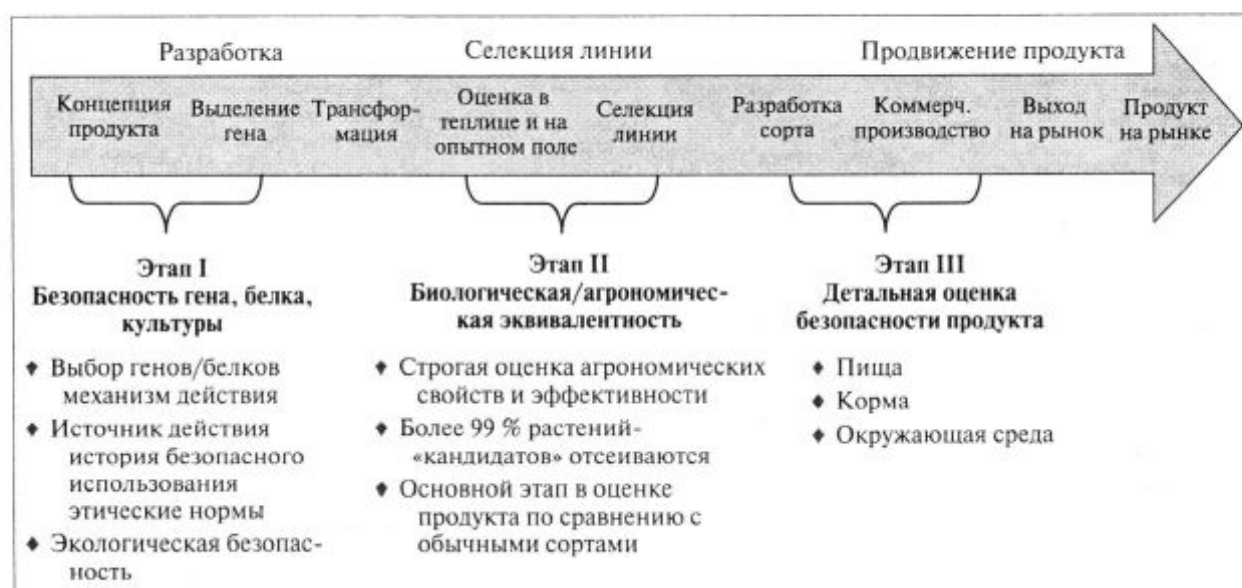 Разработка
Селекция линии
Продвижение продукта
Концепция
продукта
Выделение
гена
Трансфор-
мация
Оценка в
теплице и на
опытном поле
Селекция
линии
Разработка
сорта
Коммерч.
производство
Выход
на рынок
Продукт
на рынке
Этап I
Безопасность гена, белка,
культуры
♦ Выбор генов/белков
механизм действия
♦ Источник действия
история безопасного
использования
этические нормы
♦ Экологическая безопас-
ность
Этап II
Биологическая/агрономичес-
кая эквивалентность
♦ Строгая оценка агрономических
свойств и эффективности
♦ Более 99 % растений-
«кандидатов» отсеиваются
♦ Основной этап в оценке
продукта по сравнению с
обычными сортами
Этап III
Детальная оценка
безопасности продукта
♦ Пища
♦ Корма
♦ Окружающая среда